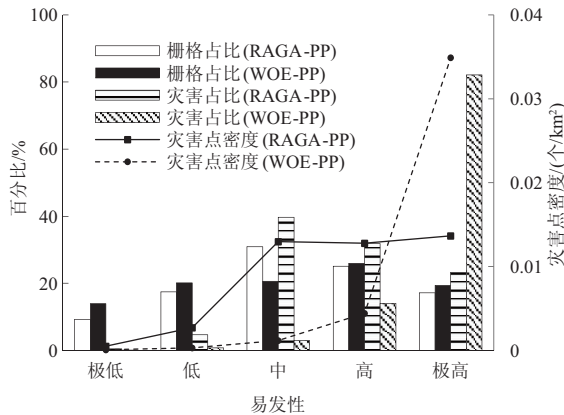 100
80
60
40
20
0
百分比/%
栅格占比(RAGA-PP)
栅格占比(WOE-PP)
灾害占比(RAGA-PP)
灾害占比(WOE-PP)
灾害点密度(RAGA-PP)
灾害点密度(WOE-PP)
0.04
0.03
0.02
0.01
0
灾害点密度/(个/km²)
极低 低 中 高 极高
易发性